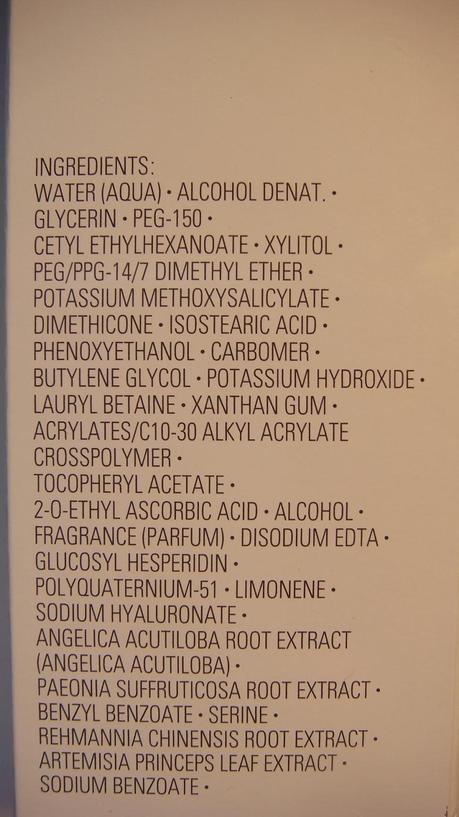 INGREDIENTS:
WATER (AQUA) • ALCOHOL DENAT. •
GLYCERIN • PEG-150 •
CETYL ETHYLHEXANOATE • XYLITOL •
PEG/PPG-14/7 DIMETHYL ETHER •
POTASSIUM METHOXYSALICYLATE •
DIMETHICONE • ISOSTEARIC ACID •
PHENOXYETHANOL • CARBOMER •
BUTYLENE GLYCOL • POTASSIUM HYDROXIDE •
LAURYL BETAINE • XANTHAN GUM •
ACRYLATES/C10-30 ALKYL ACRYLATE
CROSSPOLYMER •
TOCOPHERYL ACETATE •
2-O-ETHYL ASCORBIC ACID • ALCOHOL •
FRAGRANCE (PARFUM) • DISODIUM EDTA •
GLUCOSYL HESPERIDIN •
POLYQUATERNIUM-51 • LIMONENE •
SODIUM HYALURONATE •
ANGELICA ACUTILOBA ROOT EXTRACT
(ANGELICA ACUTILOBA) •
PAEONIA SUFFRUTICOSA ROOT EXTRACT •
BENZYL BENZOATE • SERINE •
REHMANNIA CHINENSIS ROOT EXTRACT •
ARTEMISIA PRINCEPS LEAF EXTRACT •
SODIUM BENZOATE •